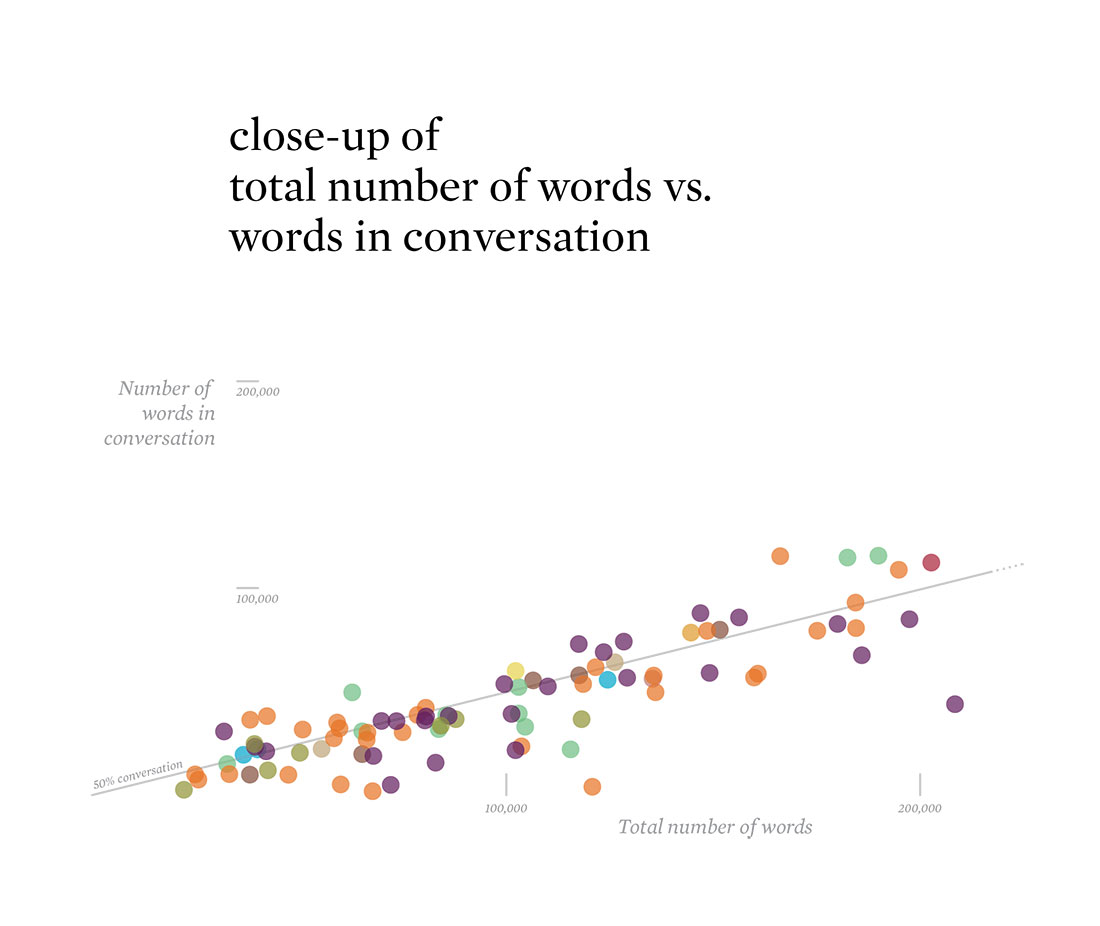 close-up of
total number of words vs.
words in conversation
Number of
words in
conversation
200,000
100,000
50% conversation
100,000
200,000
Total number of words